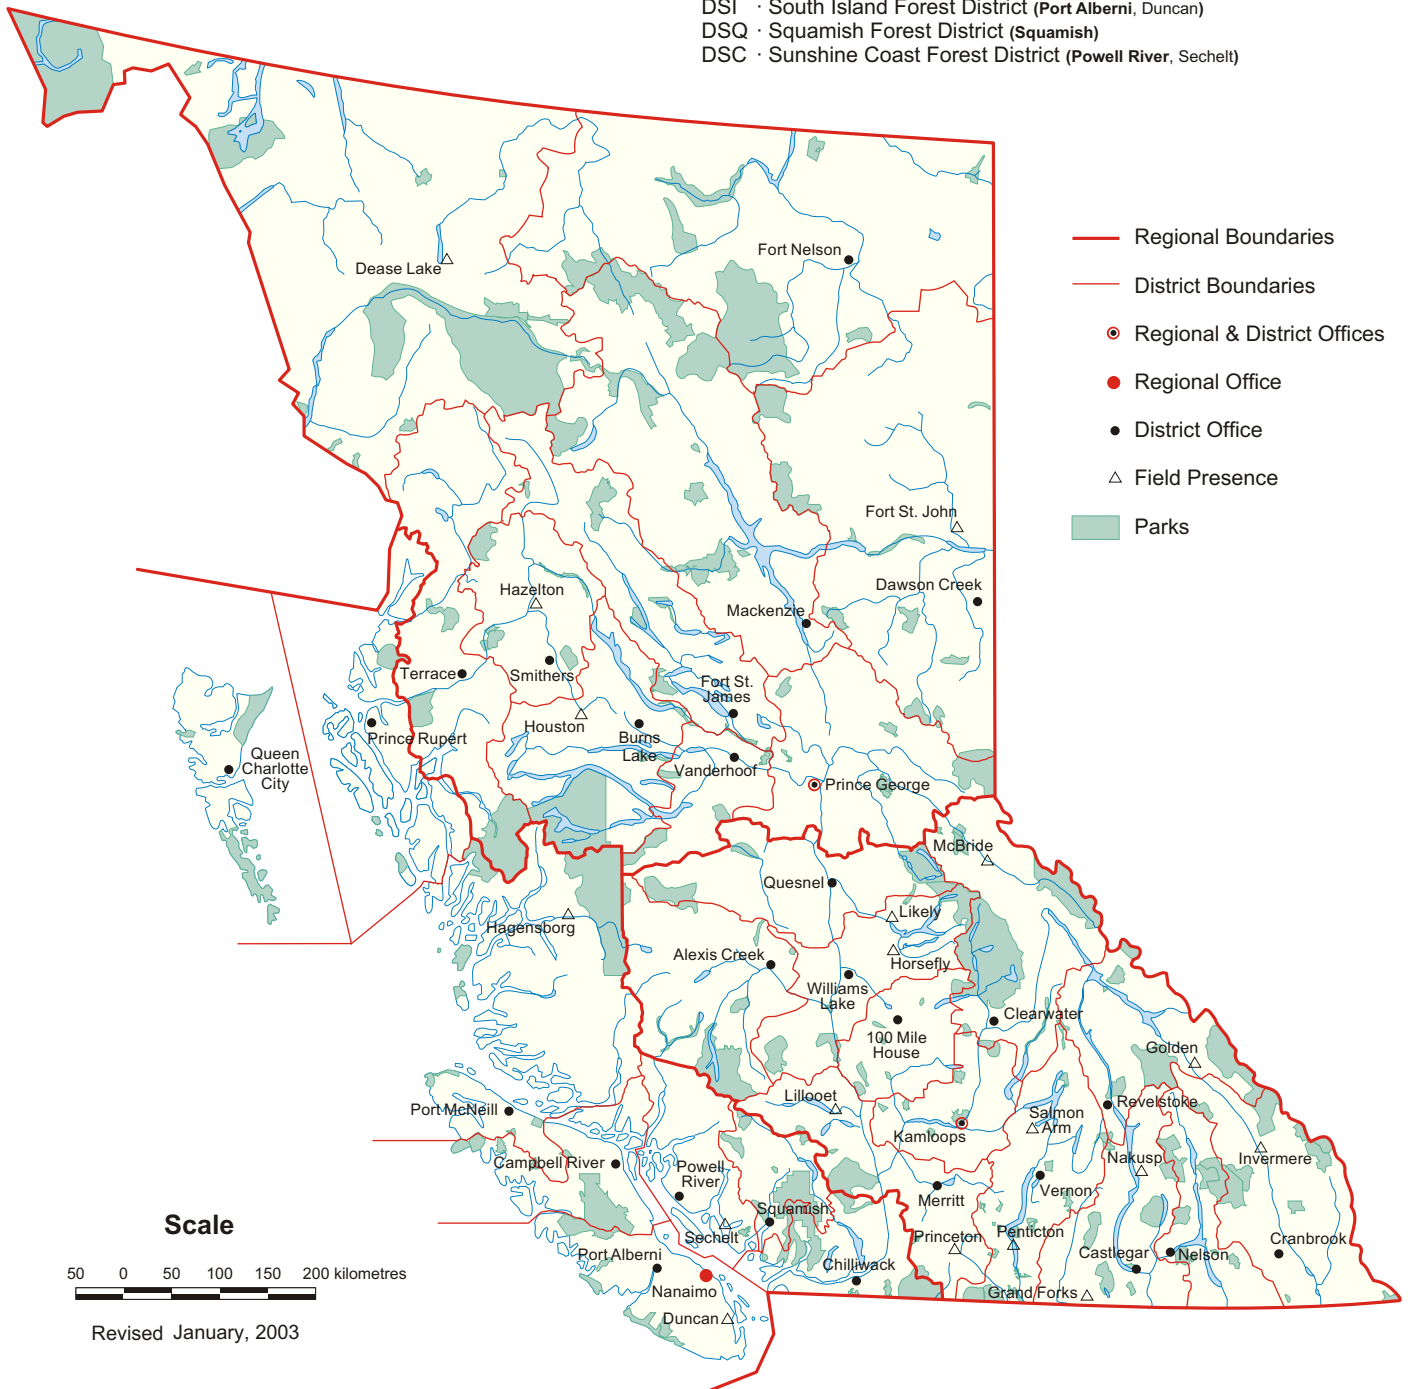 DSI · South Island Forest District (Port Alberni, Duncan)
DSQ · Squamish Forest District (Squamish)
DSC · Sunshine Coast Forest District (Powell River, Sechelt)
Regional Boundaries
District Boundaries
Regional & District Offices
Regional Office
District Office
Field Presence
Parks
Fort Nelson
Dease Lake
Fort St. John
Dawson Creek
Hazelton
Mackenzie
Terrace
Smithers
Fort St.
James
Houston
Burns
Lake
Prince Rupert
Vanderhoof
Queen
Charlotte
City
Prince George
McBride
Quesnel
Likely
Hagensborg
Alexis Creek
Horsefly
Williams
Lake
Clearwater
100 Mile
House
Golden
Lillooet
Port McNeill
Revelstoke
Salmon
Arm
Kamloops
Campbell River
Powell
River
Nakusp
Invermere
Merritt
Vernon
Squamish
Sechelt
Princeton
Penticton
Port Alberni
Chilliwack
Castlegar
Nelson
Cranbrook
Nanaimo
Grand Forks
Duncan
Scale
50 0 50 100 150 200 kilometres
Revised January, 2003